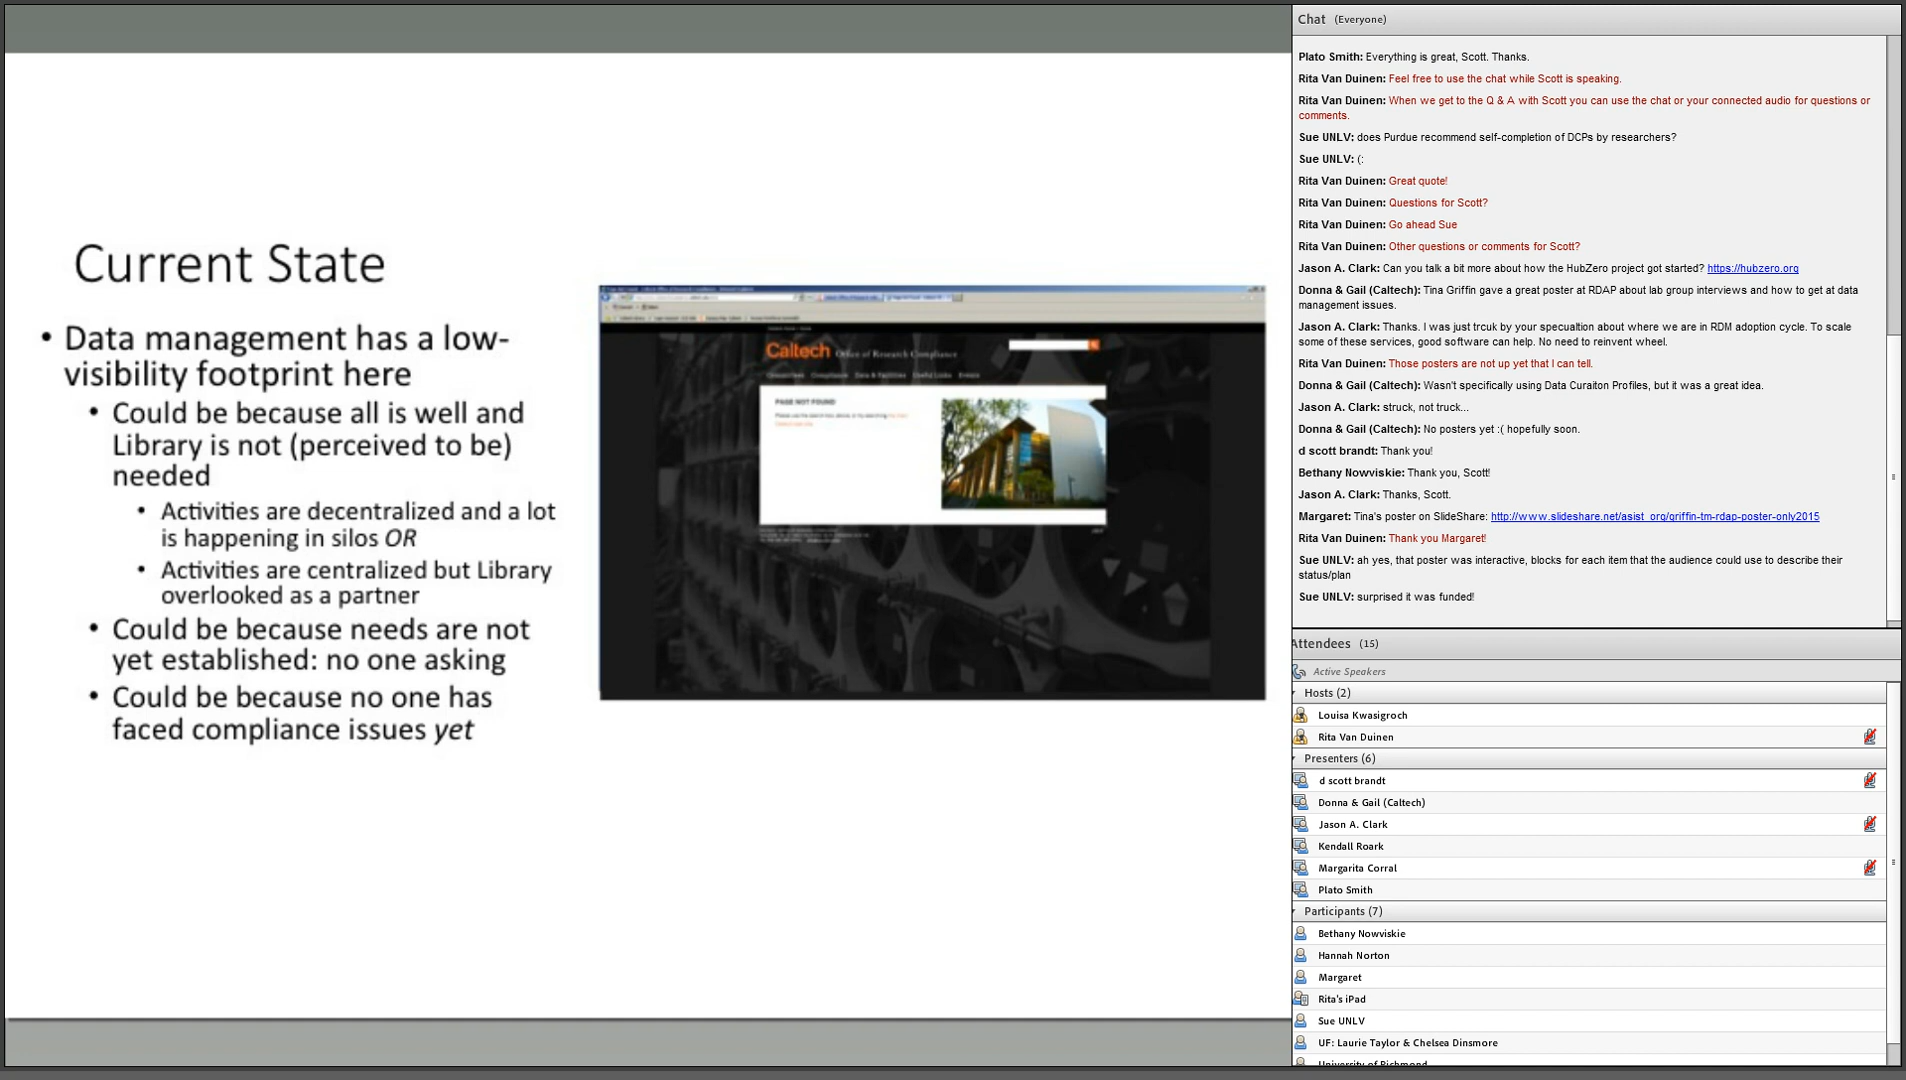 Current State
• Data management has a low-
visibility footprint here
• Could be because all is well and
Library is not (perceived to be)
needed
• Activities are decentralized and a lot
is happening in silos OR
• Activities are centralized but Library
overlooked as a partner
• Could be because needs are not
yet established: no one asking
• Could be because no one has
faced compliance issues yet
Caltech Office of Research Compliance
PAGE NOT FOUND
Chat (Everyone)
Plato Smith: Everything is great, Scott. Thanks.
Rita Van Duinen: Feel free to use the chat while Scott is speaking.
Rita Van Duinen: When we get to the Q & A with Scott you can use the chat or your connected audio for questions or
comments.
Sue UNLV: does Purdue recommend self-completion of DCPs by researchers?
Sue UNLV: (:
Rita Van Duinen: Great quote!
Rita Van Duinen: Questions for Scott?
Rita Van Duinen: Go ahead Sue
Rita Van Duinen: Other questions or comments for Scott?
Jason A. Clark: Can you talk a bit more about how the HubZero project got started? https://hubzero.org
Donna & Gail (Caltech): Tina Griffin gave a great poster at RDAP about lab group interviews and how to get at data
management issues.
Jason A. Clark: Thanks. I was just trcuk by your specualtion about where we are in RDM adoption cycle. To scale
some of these services, good software can help. No need to reinvent wheel.
Rita Van Duinen: Those posters are not up yet that I can tell.
Donna & Gail (Caltech): Wasn't specifically using Data Curaiton Profiles, but it was a great idea.
Jason A. Clark: struck, not truck...
Donna & Gail (Caltech): No posters yet :( hopefully soon.
d scott brandt: Thank you!
Bethany Nowviskie: Thank you, Scott!
Jason A. Clark: Thanks, Scott.
Margaret: Tina's poster on SlideShare: http://www.slideshare.net/asist_org/griffin-tm-rdap-poster-only2015
Rita Van Duinen: Thank you Margaret!
Sue UNLV: ah yes, that poster was interactive, blocks for each item that the audience could use to describe their
status/plan
Sue UNLV: surprised it was funded!
Attendees (15)
Active Speakers
Hosts (2)
Louisa Kwasigroch
Rita Van Duinen
Presenters (6)
d scott brandt
Donna & Gail (Caltech)
Jason A. Clark
Kendall Roark
Margarita Corral
Plato Smith
Participants (7)
Bethany Nowviskie
Hannah Norton
Margaret
Rita's iPad
Sue UNLV
UF: Laurie Taylor & Chelsea Dinsmore
University of Richmond